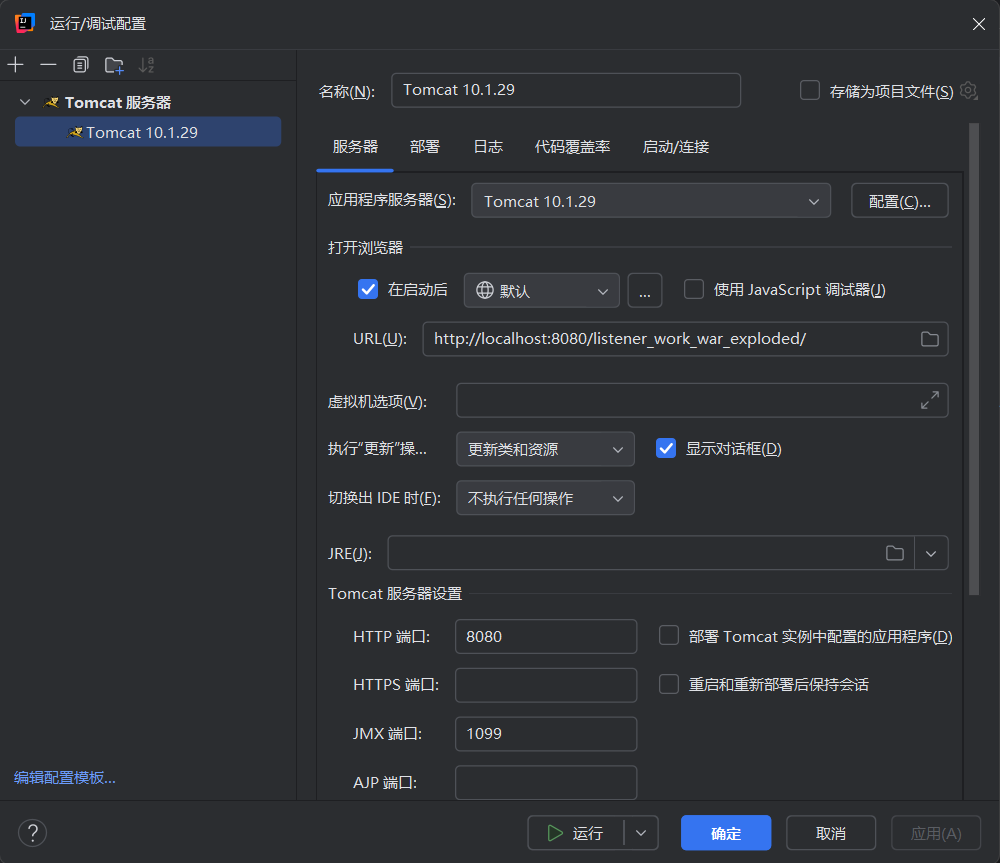 运行/调试配置
Tomcat 服务器
Tomcat 10.1.29
名称(N): Tomcat 10.1.29 存储为项目文件(S)
服务器 部署 日志 代码覆盖率 启动/连接
应用程序服务器(S): Tomcat 10.1.29 配置(C)...
打开浏览器
在启动后 默认 ... 使用 JavaScript 调试器(J)
URL(U): http://localhost:8080/listener_work_war_exploded/
虚拟机选项(V):
执行“更新”操... 更新类和资源 显示对话框(D)
切换出 IDE 时(F): 不执行任何操作
JRE(J):
Tomcat 服务器设置
HTTP 端口: 8080 部署 Tomcat 实例中配置的应用程序(D)
HTTPS 端口: 重启和重新部署后保持会话
JMX 端口: 1099
AJP 端口:
编辑配置模板...
? 运行 确定 取消 应用(A)